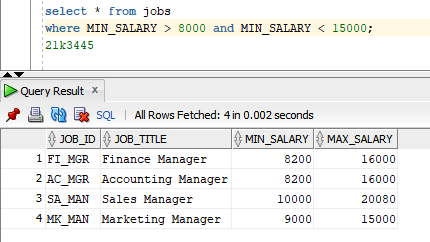 select * from jobs
where MIN_SALARY > 8000 and MIN_SALARY < 15000;
21k3445
Query Result ×
SQL | All Rows Fetched: 4 in 0.002 seconds
JOB_ID JOB_TITLE MIN_SALARY MAX_SALARY
1 FI_MGR Finance Manager 8200 16000
2 AC_MGR Accounting Manager 8200 16000
3 SA_MAN Sales Manager 10000 20080
4 MK_MAN Marketing Manager 9000 15000